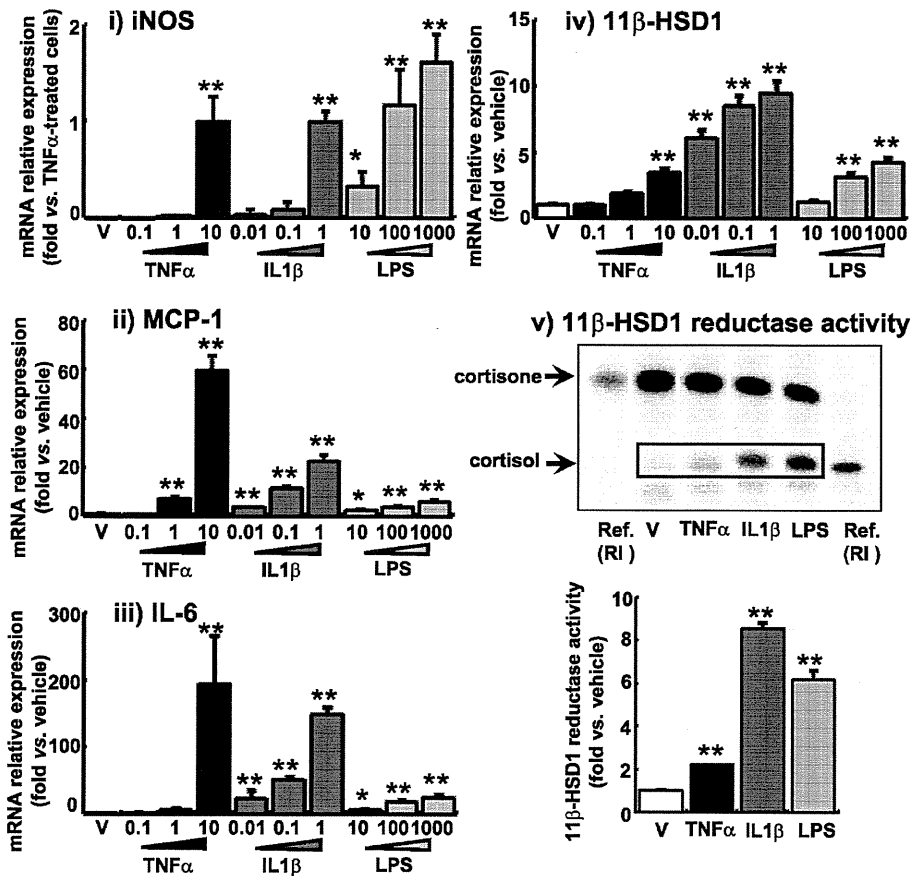 i) iNOS
mRNA relative expression
(fold vs. TNFα-treated cells)
2
1
0
** ** * ** **
V 0.1 1 10 0.01 0.1 1 10 100 1000
TNFα IL1β LPS
ii) MCP-1
mRNA relative expression
(fold vs. vehicle)
80
60
40
20
0
** ** ** ** ** * ** **
V 0.1 1 10 0.01 0.1 1 10 100 1000
TNFα IL1β LPS
iii) IL-6
mRNA relative expression
(fold vs. vehicle)
300
200
100
0
** ** ** ** * ** **
V 0.1 1 10 0.01 0.1 1 10 100 1000
TNFα IL1β LPS
iv) 11β-HSD1
mRNA relative expression
(fold vs. vehicle)
15
10
5
0
** ** ** ** ** **
V 0.1 1 10 0.01 0.1 1 10 100 1000
TNFα IL1β LPS
v) 11β-HSD1 reductase activity
cortisone
cortisol
Ref. V TNFα IL1β LPS Ref.
(RI) (RI)
11β-HSD1 reductase activity
(fold vs. vehicle)
10
8
6
4
2
0
** ** **
V TNFα IL1β LPS